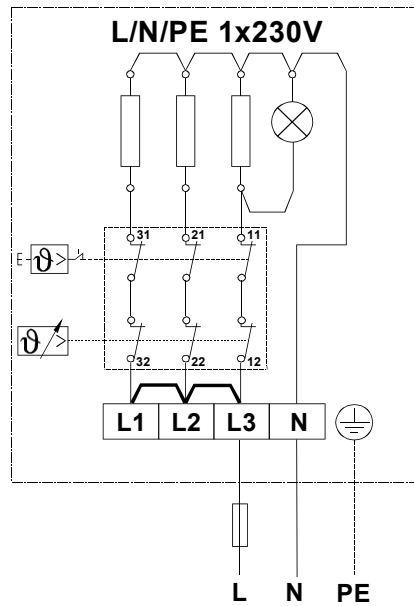 L/N/PE 1x230V
31 21 11
ϑ>
ϑ>
32 22 12
L1 L2 L3 N
L N PE